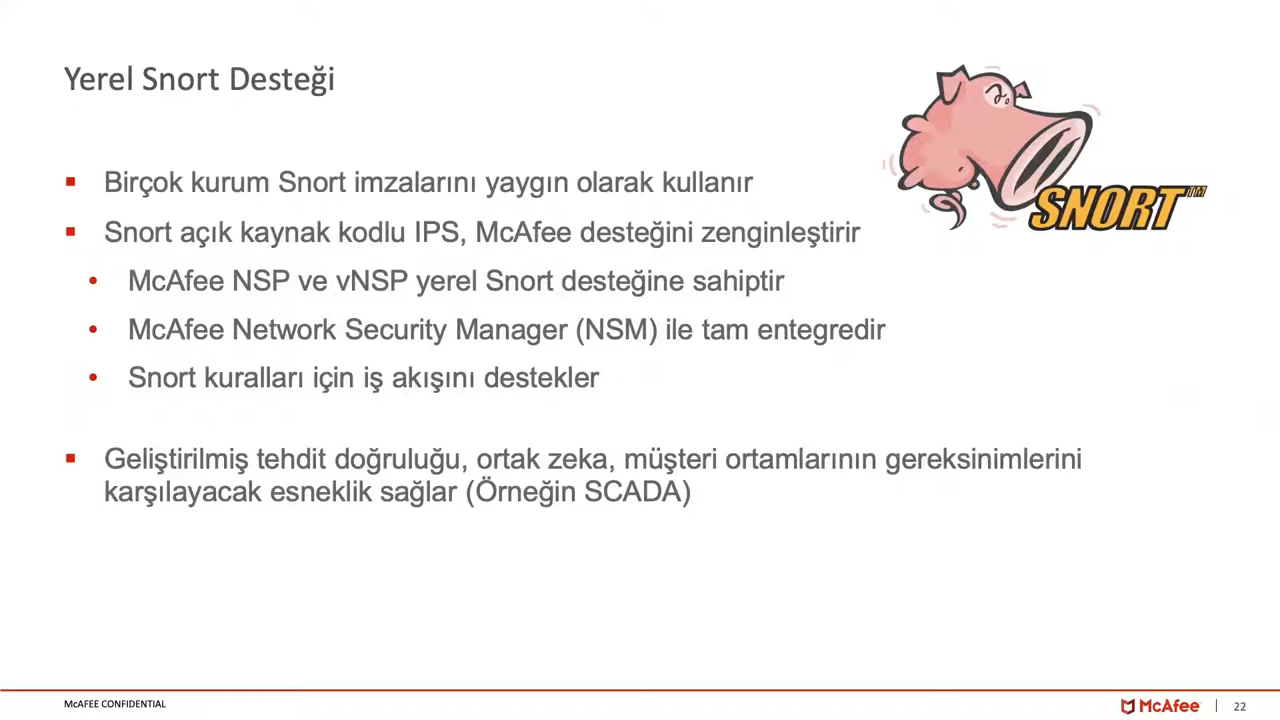 Yerel Snort Desteği
SNORT™
Birçok kurum Snort imzalarını yaygın olarak kullanır
Snort açık kaynak kodlu IPS, McAfee desteğini zenginleştirir
McAfee NSP ve vNSP yerel Snort desteğine sahiptir
McAfee Network Security Manager (NSM) ile tam entegredir
Snort kuralları için iş akışını destekler
Geliştirilmiş tehdit doğruluğu, ortak zeka, müşteri ortamlarının gereksinimlerini
karşılayacak esneklik sağlar (Örneğin SCADA)
McAFEE CONFIDENTIAL
McAfee | 22